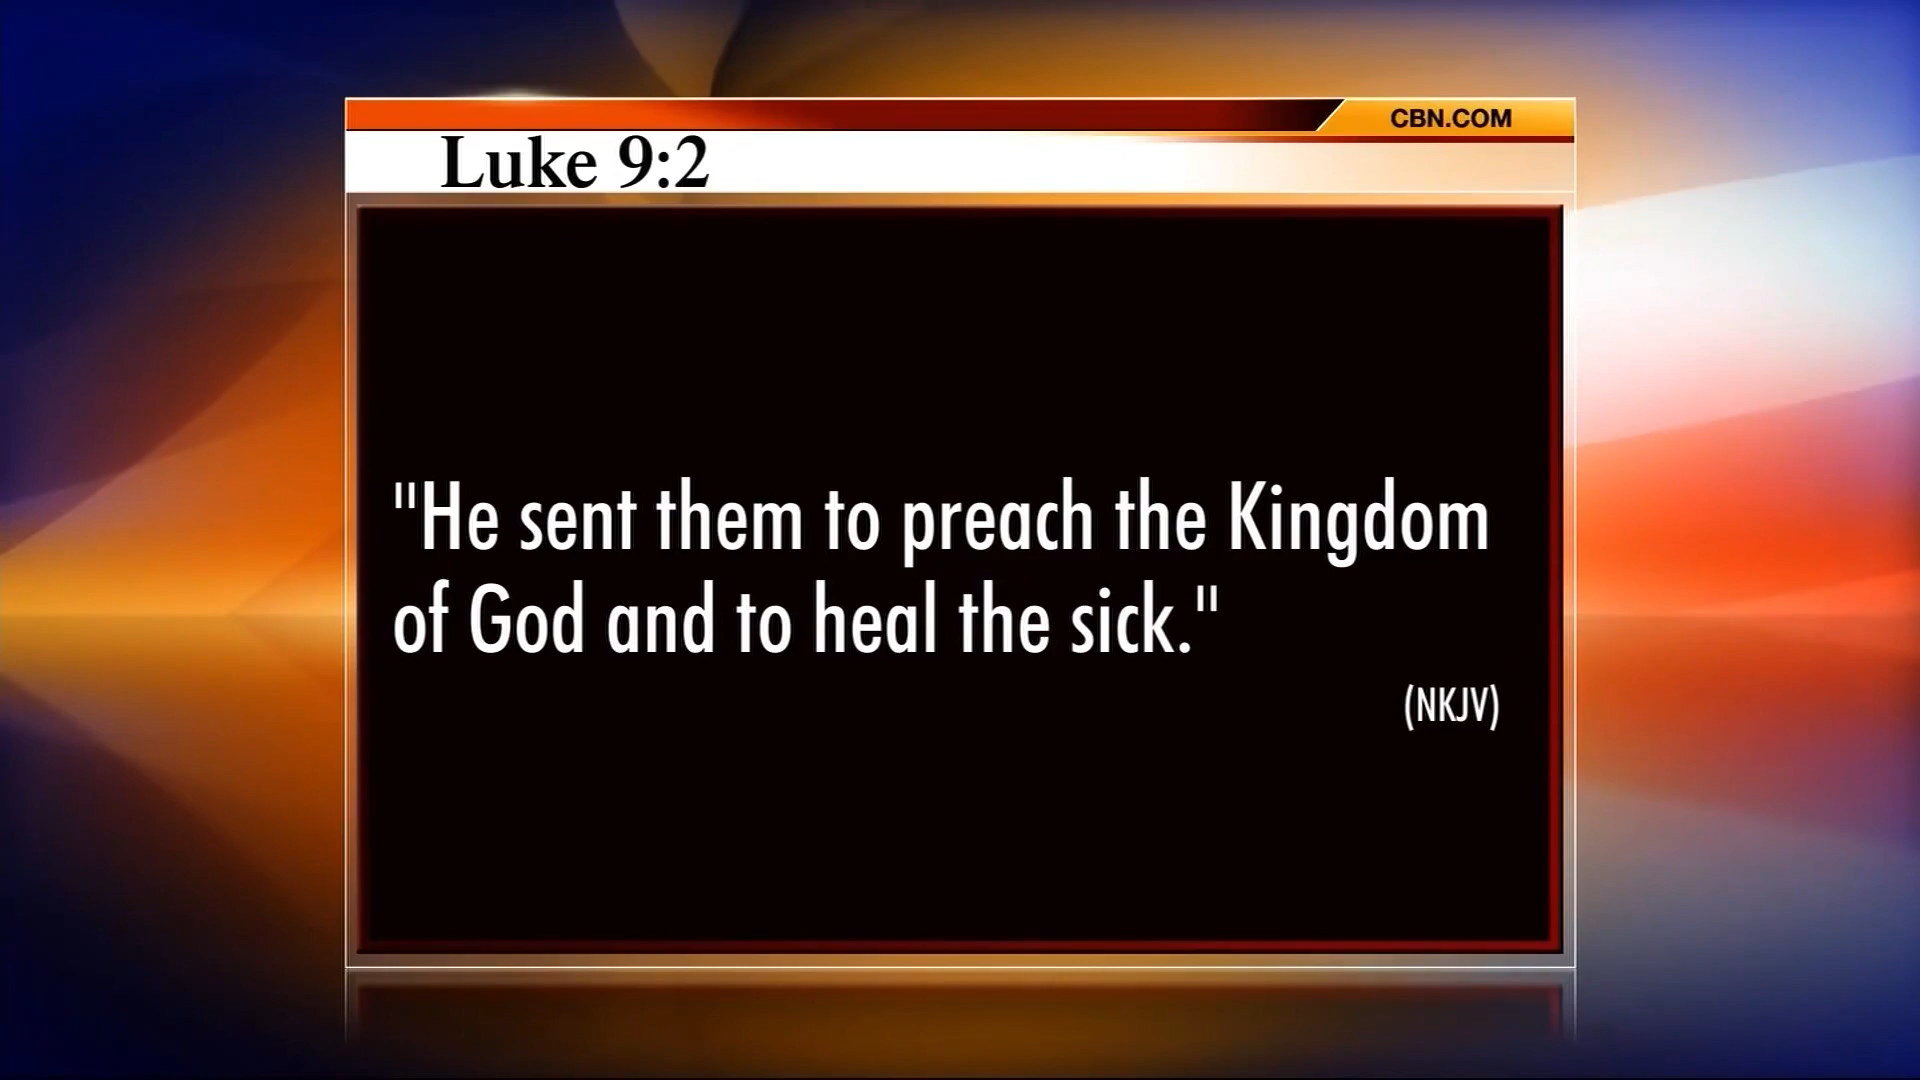 CBN.COM
Luke 9:2
"He sent them to preach the Kingdom
of God and to heal the sick."
(NKJV)